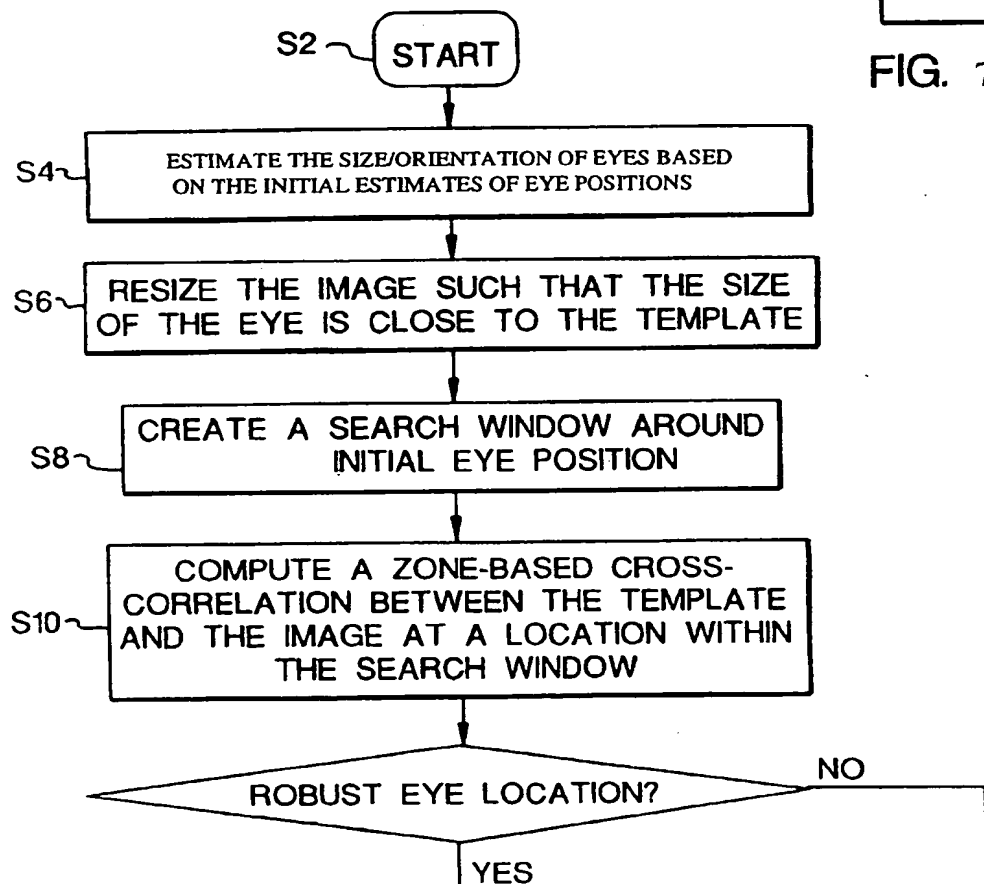 S2
START
FIG.
S4
ESTIMATE THE SIZE/ORIENTATION OF EYES BASED
ON THE INITIAL ESTIMATES OF EYE POSITIONS
S6
RESIZE THE IMAGE SUCH THAT THE SIZE
OF THE EYE IS CLOSE TO THE TEMPLATE
S8
CREATE A SEARCH WINDOW AROUND
INITIAL EYE POSITION
S10
COMPUTE A ZONE-BASED CROSS-
CORRELATION BETWEEN THE TEMPLATE
AND THE IMAGE AT A LOCATION WITHIN
THE SEARCH WINDOW
ROBUST EYE LOCATION?
NO
YES